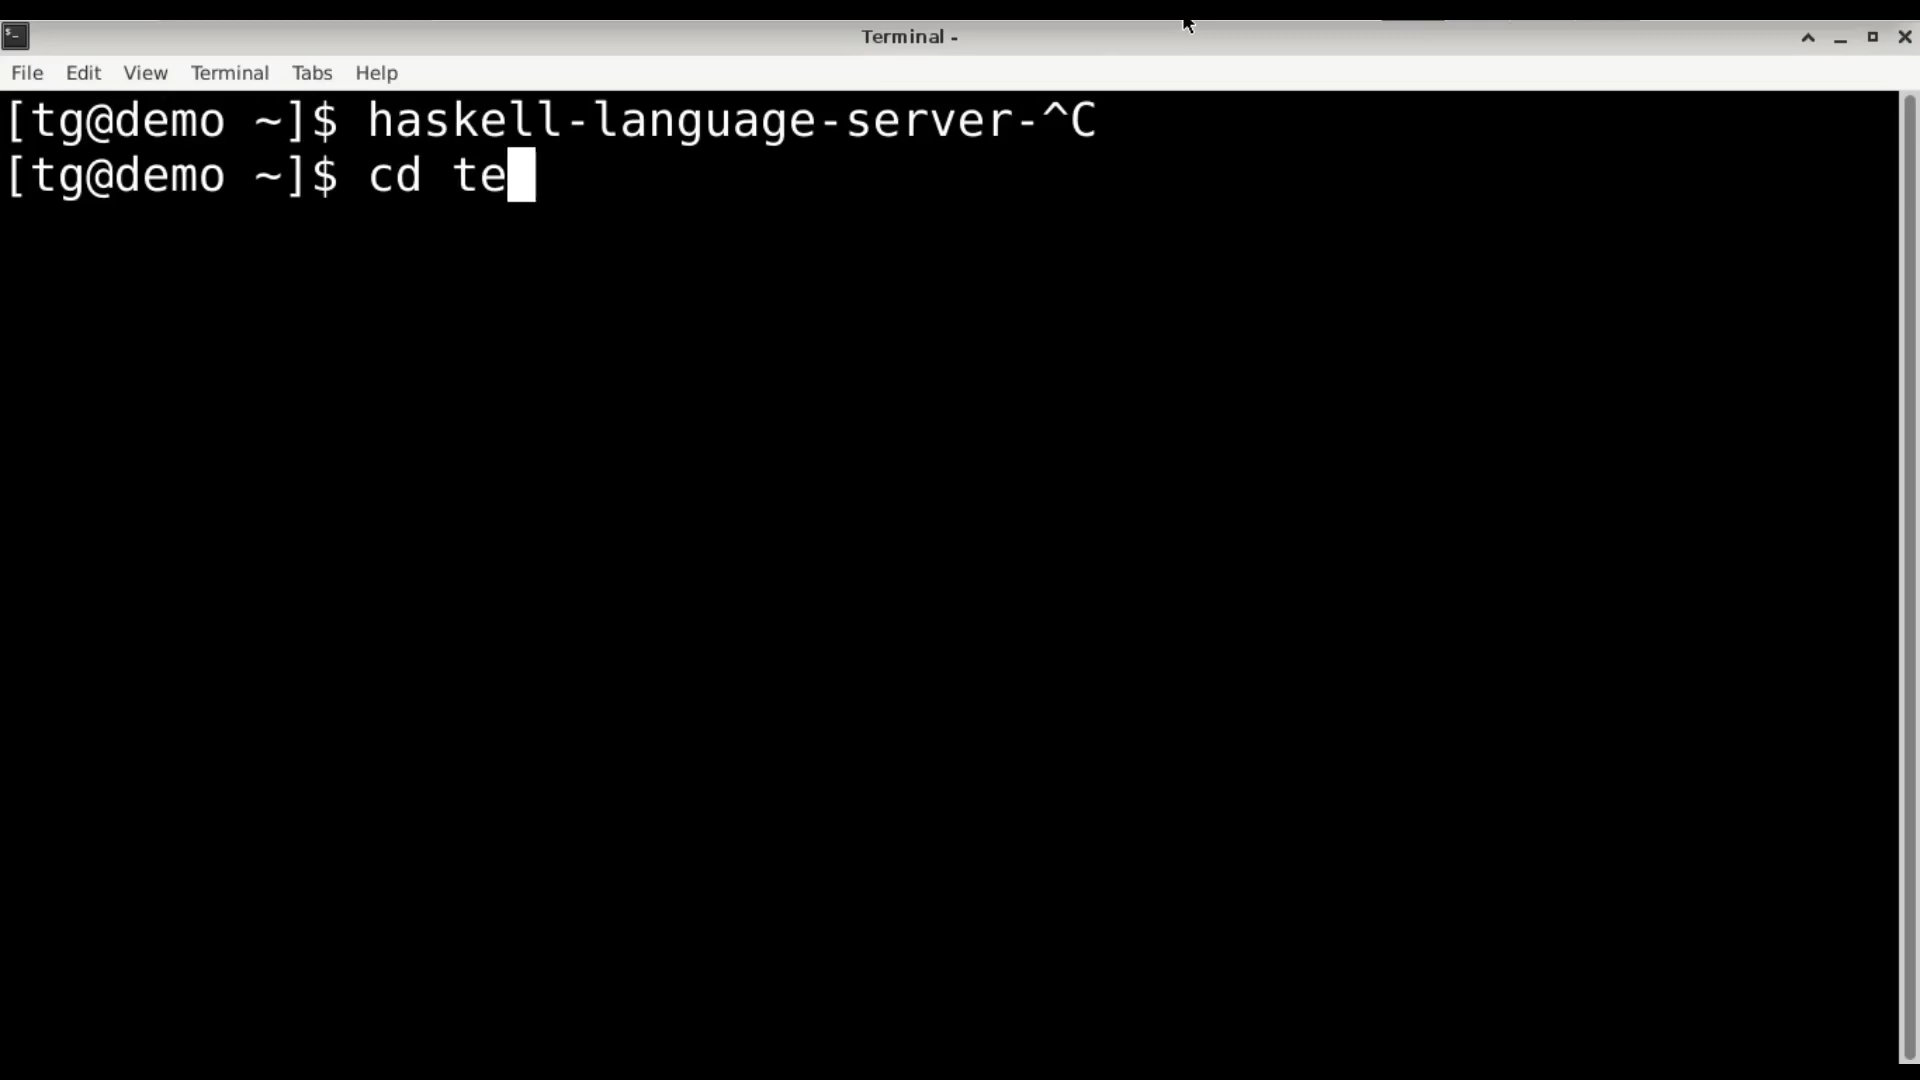 Terminal -
File Edit View Terminal Tabs Help
[tg@demo ~]$ haskell-language-server-^C
[tg@demo ~]$ cd te